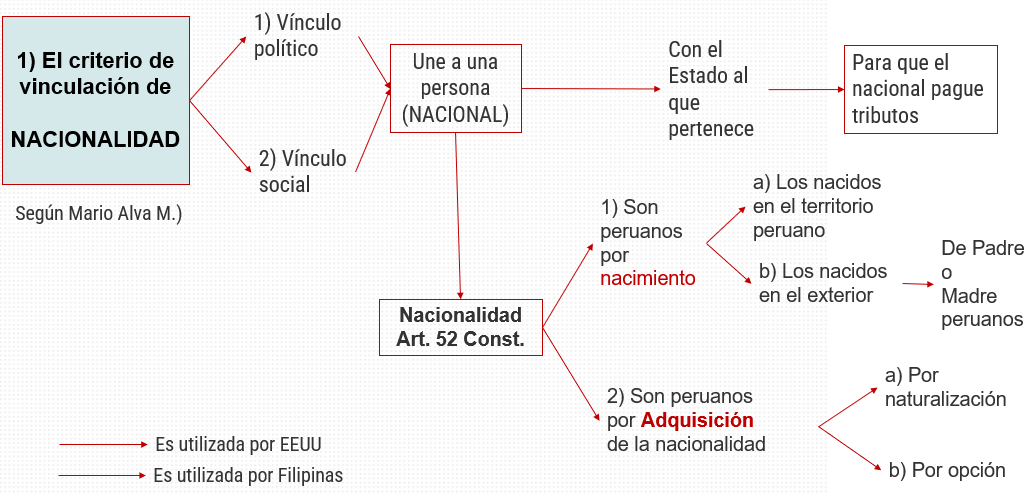 1) El criterio de
vinculación de
NACIONALIDAD
Según Mario Alva M.)
1) Vínculo
político
2) Vínculo
social
Une a una
persona
(NACIONAL)
Con el
Estado al
que
pertenece
Para que el
nacional pague
tributos
Nacionalidad
Art. 52 Const.
1) Son
peruanos
por
nacimiento
a) Los nacidos
en el territorio
peruano
b) Los nacidos
en el exterior
De Padre
o
Madre
peruanos
2) Son peruanos
por Adquisición
de la nacionalidad
a) Por
naturalización
b) Por opción
Es utilizada por EEUU
Es utilizada por Filipinas